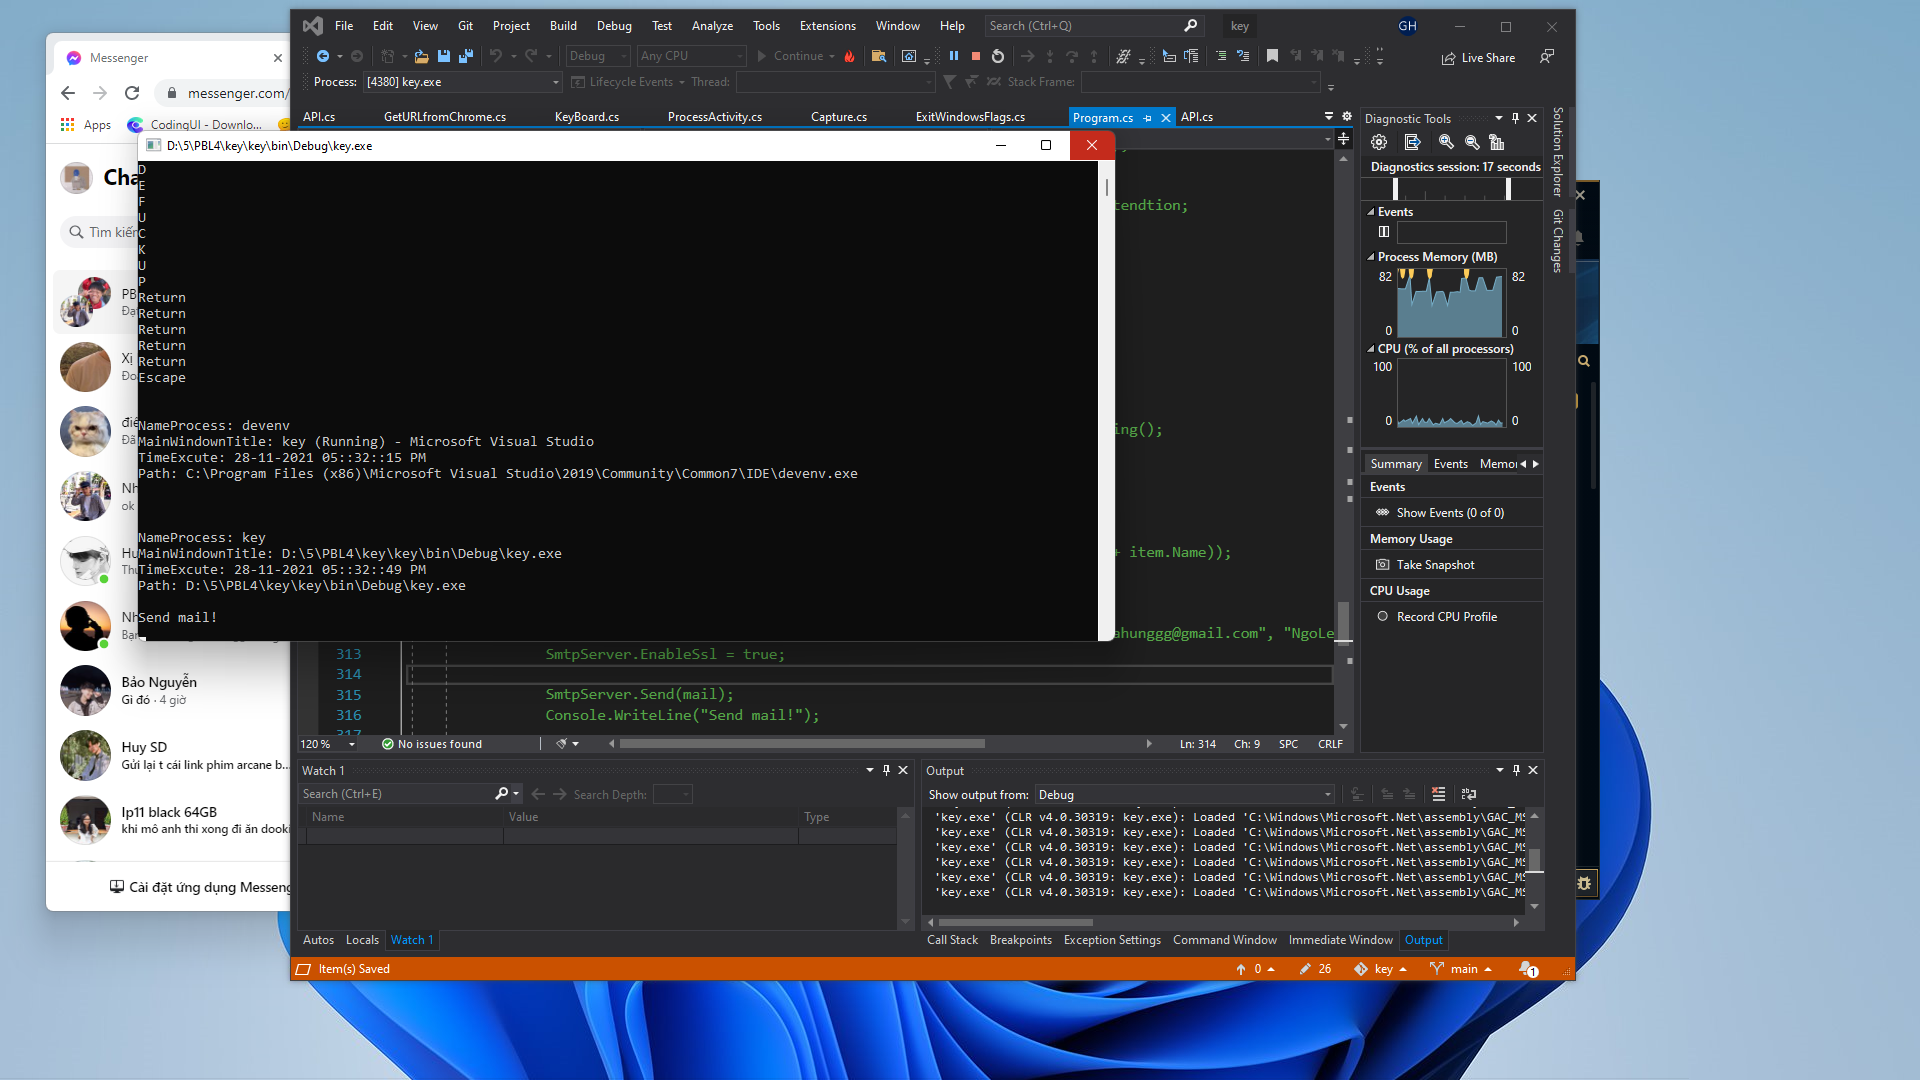 Messenger
messenger.com/
Apps
CodingUI - Downlo...
Cha
Tìm kiếm
PB
Đạt
Xị
Đoạ
điê
Đã
Nh
ok
Hu
Thu
Nh
Bạn
Bảo Nguyễn
Gì đó · 4 giờ
Huy SD
Gửi lại t cái link phim arcane b...
Ip11 black 64GB
khi mô anh thi xong đi ăn dooki
Cài đặt ứng dụng Messeng
File Edit View Git Project Build Debug Test Analyze Tools Extensions Window Help Search (Ctrl+Q) key GH
Debug Any CPU Continue Live Share
Process: [4380] key.exe Lifecycle Events Thread: Stack Frame:
API.cs GetURLfromChrome.cs KeyBoard.cs ProcessActivity.cs Capture.cs ExitWindowsFlags.cs Program.cs API.cs
D:\5\PBL4\key\key\bin\Debug\key.exe
D
E
F
U
C
K
U
P
Return
Return
Return
Return
Return
Escape
NameProcess: devenv
MainWindownTitle: key (Running) - Microsoft Visual Studio
TimeExcute: 28-11-2021 05::32::15 PM
Path: C:\Program Files (x86)\Microsoft Visual Studio\2019\Community\Common7\IDE\devenv.exe
NameProcess: key
MainWindownTitle: D:\5\PBL4\key\key\bin\Debug\key.exe
TimeExcute: 28-11-2021 05::32::49 PM
Path: D:\5\PBL4\key\key\bin\Debug\key.exe
Send mail!
tendtion;
ing();
+ item.Name));
ahunggg@gmail.com", "NgoLe
313 SmtpServer.EnableSsl = true;
314
315 SmtpServer.Send(mail);
316 Console.WriteLine("Send mail!");
317
120 % No issues found Ln: 314 Ch: 9 SPC CRLF
Diagnostic Tools
Diagnostics session: 17 seconds
Events
Process Memory (MB)
82 82
0 0
CPU (% of all processors)
100 100
0 0
Summary Events Memor
Events
Show Events (0 of 0)
Memory Usage
Take Snapshot
CPU Usage
Record CPU Profile
Solution Explorer
Git Changes
Watch 1
Search (Ctrl+E) Search Depth:
Name Value Type
Autos Locals Watch 1
Output
Show output from: Debug
'key.exe' (CLR v4.0.30319: key.exe): Loaded 'C:\Windows\Microsoft.Net\assembly\GAC_MS
'key.exe' (CLR v4.0.30319: key.exe): Loaded 'C:\Windows\Microsoft.Net\assembly\GAC_MS
'key.exe' (CLR v4.0.30319: key.exe): Loaded 'C:\Windows\Microsoft.Net\assembly\GAC_MS
'key.exe' (CLR v4.0.30319: key.exe): Loaded 'C:\Windows\Microsoft.Net\assembly\GAC_MS
'key.exe' (CLR v4.0.30319: key.exe): Loaded 'C:\Windows\Microsoft.Net\assembly\GAC_MS
'key.exe' (CLR v4.0.30319: key.exe): Loaded 'C:\Windows\Microsoft.Net\assembly\GAC_MS
Call Stack Breakpoints Exception Settings Command Window Immediate Window Output
Item(s) Saved 0 26 key main 1